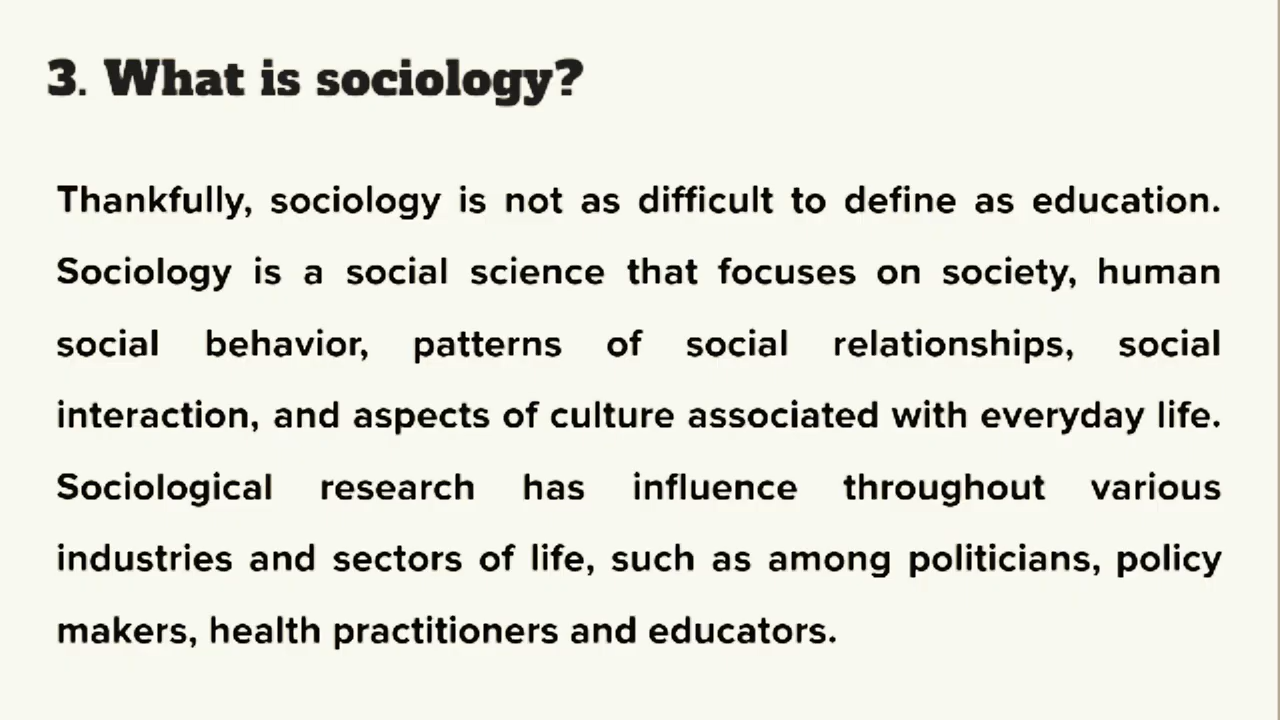 3. What is sociology?
Thankfully, sociology is not as difficult to define as education.
Sociology is a social science that focuses on society, human
social behavior, patterns of social relationships, social
interaction, and aspects of culture associated with everyday life.
Sociological research has influence throughout various
industries and sectors of life, such as among politicians, policy
makers, health practitioners and educators.